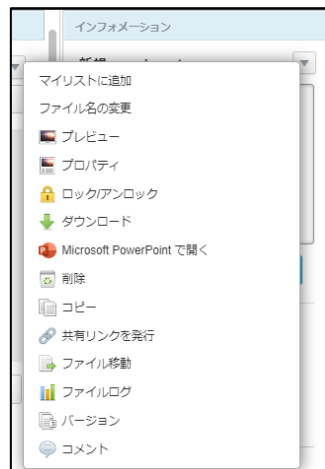 インフォメーション
マイリストに追加
ファイル名の変更
プレビュー
プロパティ
ロック/アンロック
ダウンロード
Microsoft PowerPoint で開く
削除
コピー
共有リンクを発行
ファイル移動
ファイルログ
バージョン
コメント